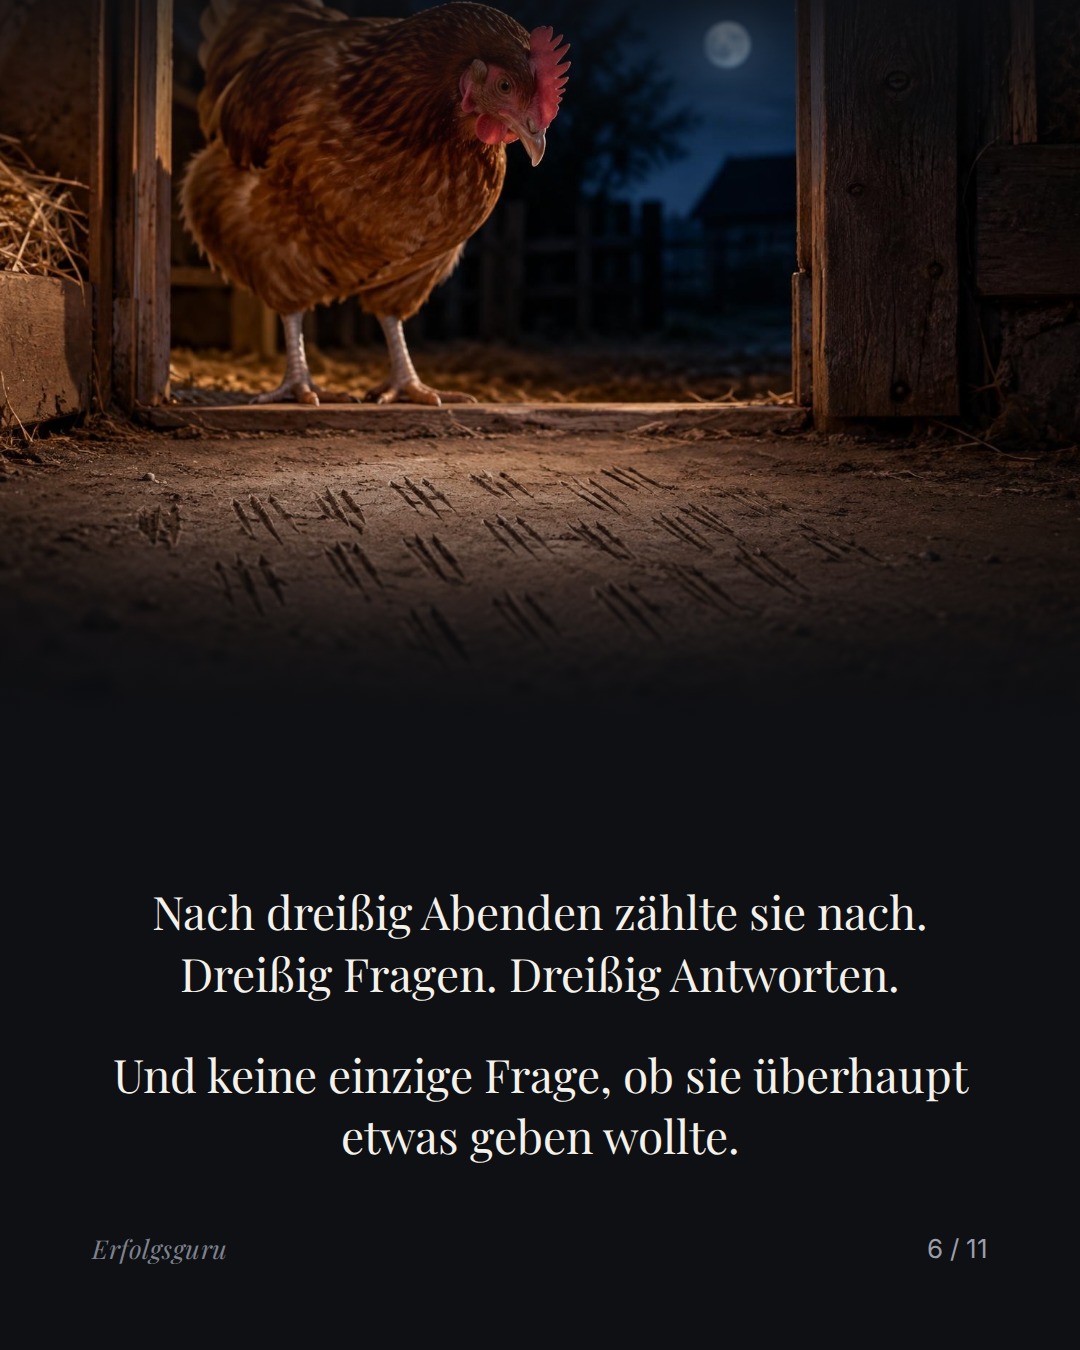 Nach dreißig Abenden zählte sie nach.
Dreißig Fragen. Dreißig Antworten.
Und keine einzige Frage, ob sie überhaupt
etwas geben wollte.
Erfolgsguru
6 / 11